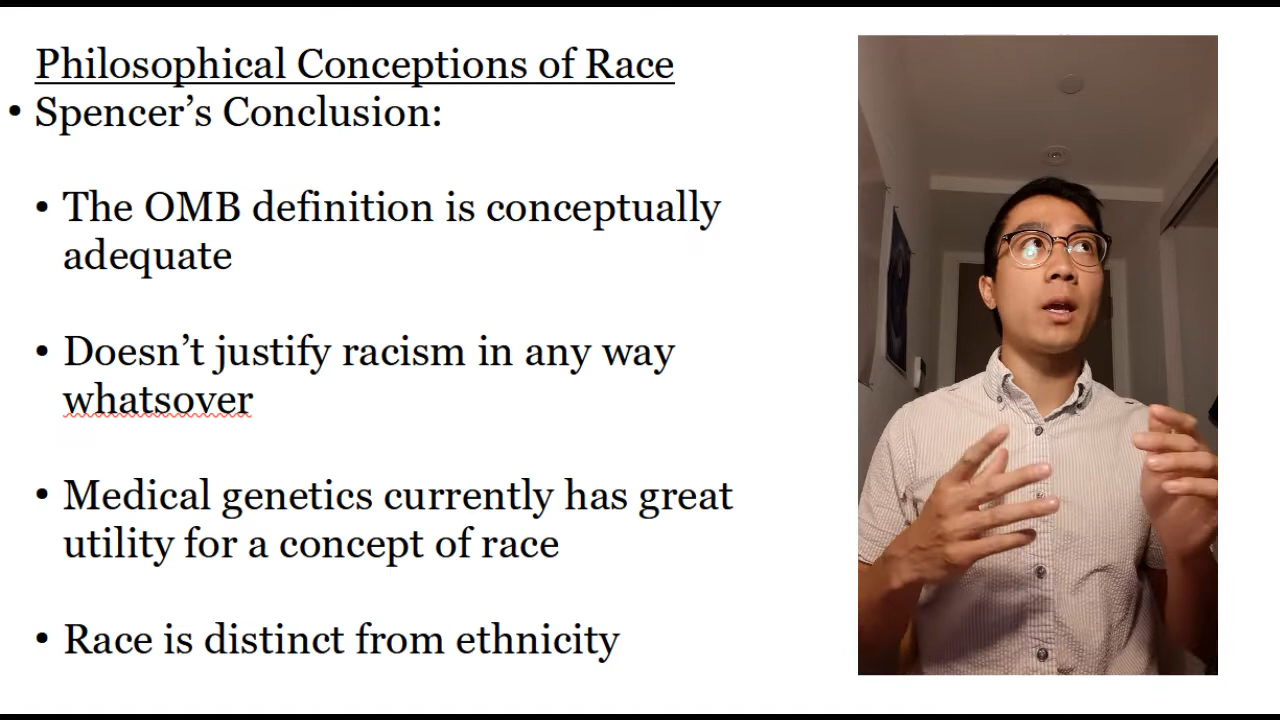 Philosophical Conceptions of Race
• Spencer’s Conclusion:
• The OMB definition is conceptually
adequate
• Doesn’t justify racism in any way
whatsover
• Medical genetics currently has great
utility for a concept of race
• Race is distinct from ethnicity